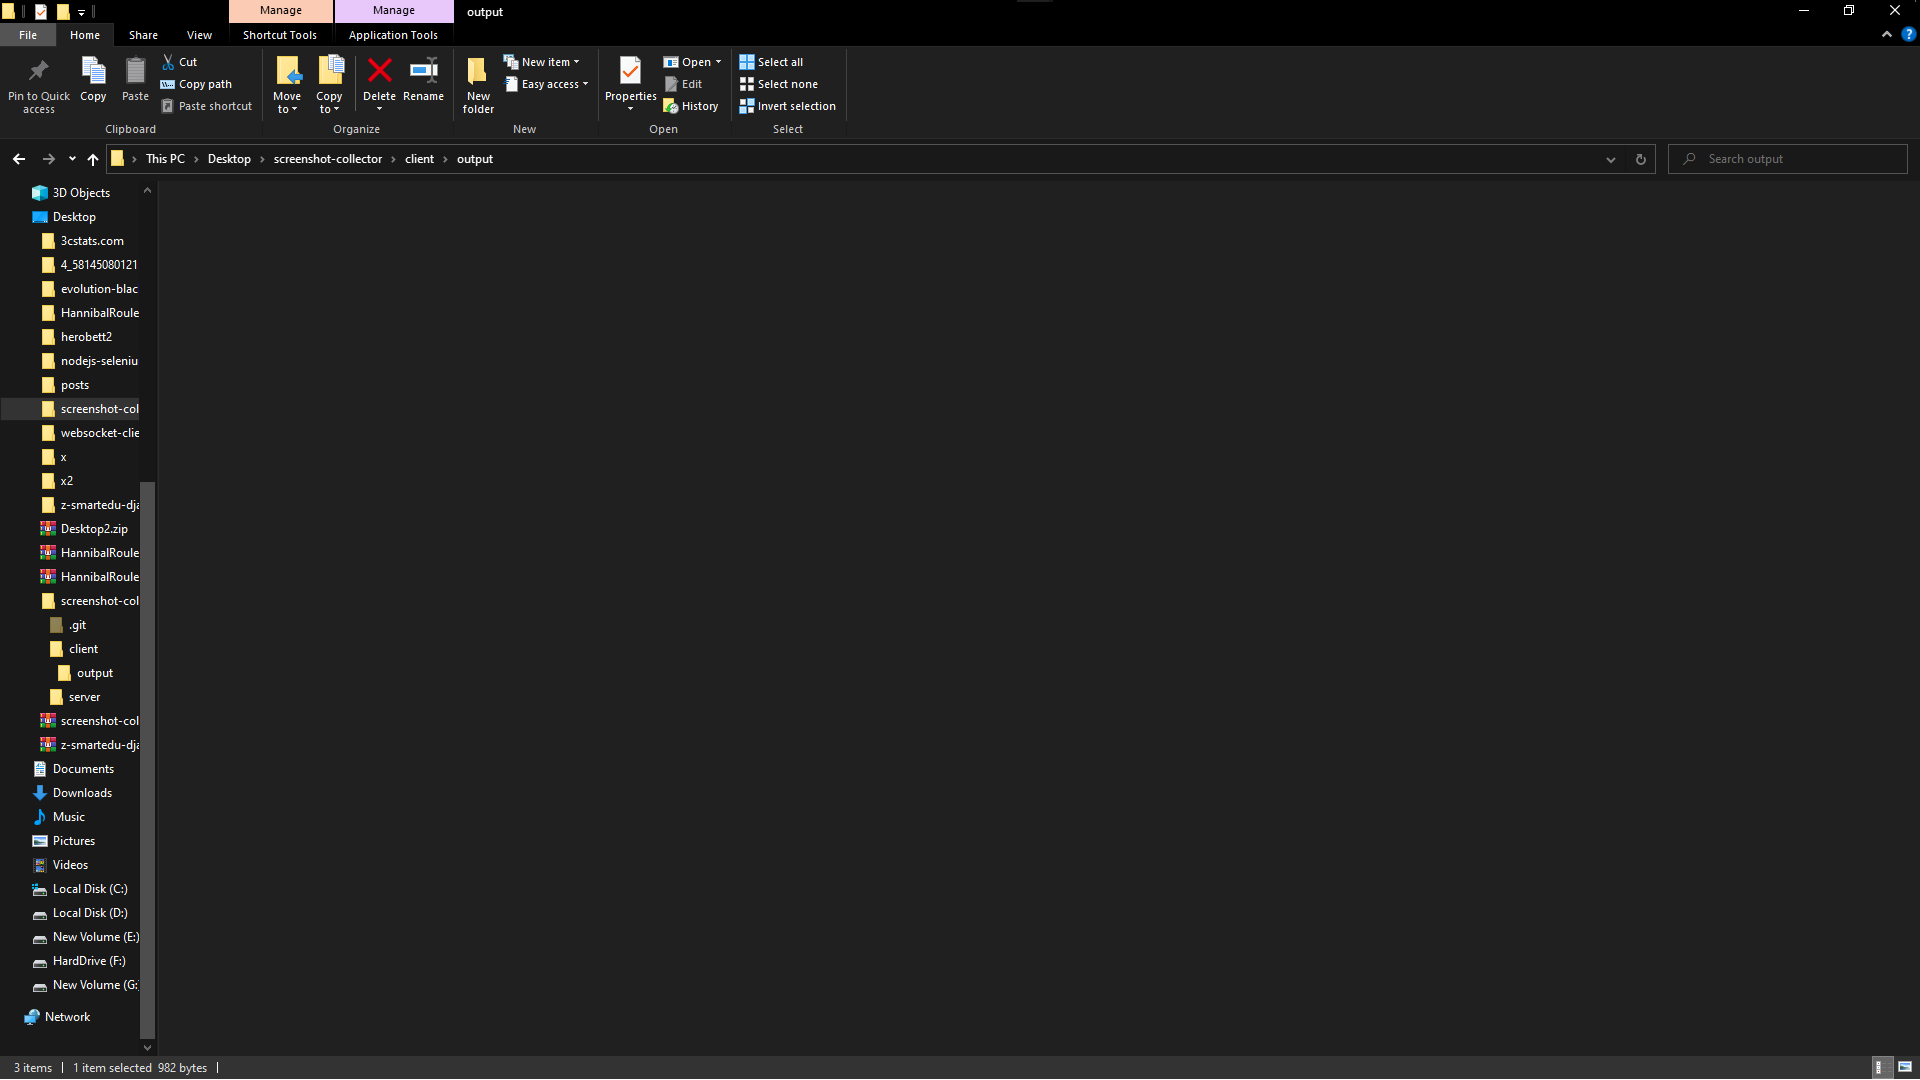 Manage
Manage
output
File
Home
Share
View
Shortcut Tools
Application Tools
Pin to Quick access
Copy
Paste
Cut
Copy path
Paste shortcut
Clipboard
Move to
Copy to
Delete
Rename
Organize
New folder
New item
Easy access
New
Properties
Open
Edit
History
Open
Select all
Select none
Invert selection
Select
This PC
Desktop
screenshot-collector
client
output
Search output
3D Objects
Desktop
3cstats.com
4_58145080121
evolution-blac
HannibalRoule
herobett2
nodejs-seleniu
posts
screenshot-col
websocket-clie
x
x2
z-smartedu-dja
Desktop2.zip
HannibalRoule
HannibalRoule
screenshot-col
.git
client
output
server
screenshot-col
z-smartedu-dja
Documents
Downloads
Music
Pictures
Videos
Local Disk (C:)
Local Disk (D:)
New Volume (E:)
HardDrive (F:)
New Volume (G:
Network
3 items
1 item selected 982 bytes